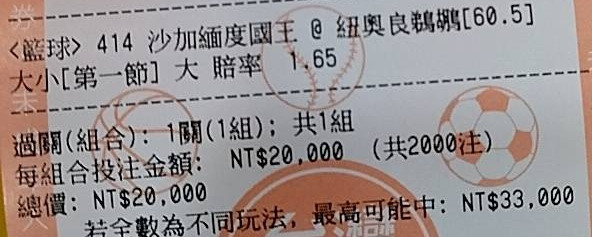 <籃球> 414 沙加緬度國王 @ 紐奧良鵜鶘[60.5]
大小[第一節] 大 賠率 1.65
過關(組合): 1關(1組); 共1組
每組合投注金額: NT$20,000 (共2000注)
總價: NT$20,000
若全數為不同玩法, 最高可能中: NT$33,000